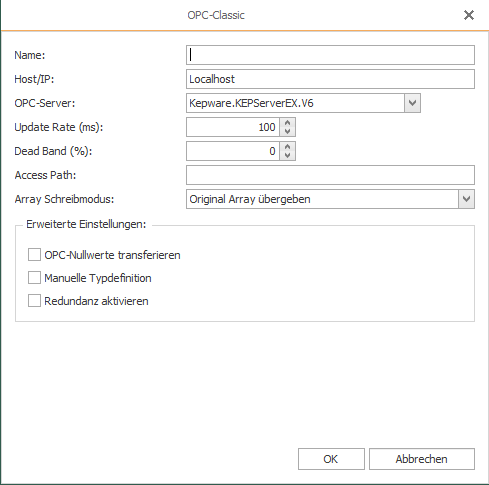 OPC-Classic
Name:
Host/IP: Localhost
OPC-Server: Kepware.KEPServerEX.V6
Update Rate (ms): 100
Dead Band (%): 0
Access Path:
Array Schreibmodus: Original Array übergeben
Erweiterte Einstellungen:
OPC-Nullwerte transferieren
Manuelle Typdefinition
Redundanz aktivieren
OK Abbrechen